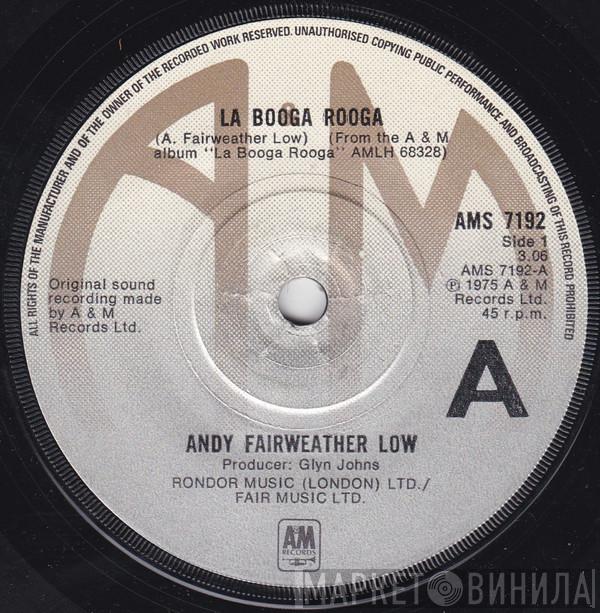 ALL RIGHTS OF THE MANUFACTURER AND OF THE OWNER OF THE RECORDED WORK RESERVED. UNAUTHORISED COPYING PUBLIC PERFORMANCE AND BROADCASTING OF THIS RECORD PROHIBITED
LA BOOGA ROOGA
(A. Fairweather Low) (From the A & M
album "La Booga Rooga" AMLH 68328)
AMS 7192
Side 1
3.06
AMS 7192-A
Ⓟ 1975 A & M
Records Ltd.
45 r.p.m.
Original sound
recording made
by A & M
Records Ltd.
A
ANDY FAIRWEATHER LOW
Producer: Glyn Johns
RONDOR MUSIC (LONDON) LTD./
FAIR MUSIC LTD.
AM
RECORDS
МАРКЕТ ВИНИЛА